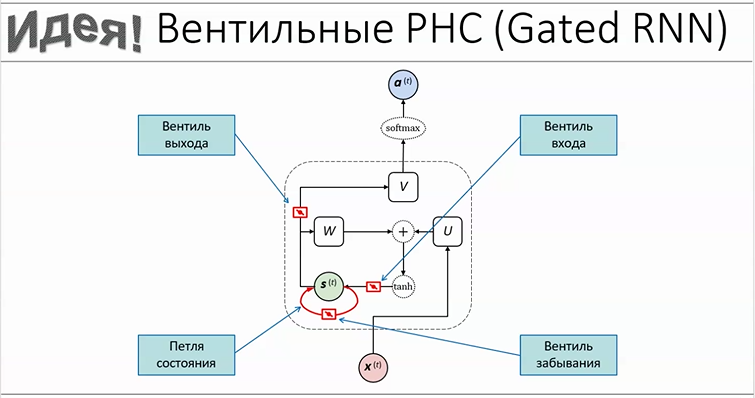 Идея! Вентильные РНС (Gated RNN)
a (t)
softmax
Вентиль
выхода
Вентиль
входа
V
W
+
U
s (t)
tanh
Петля
состояния
Вентиль
забывания
x (t)